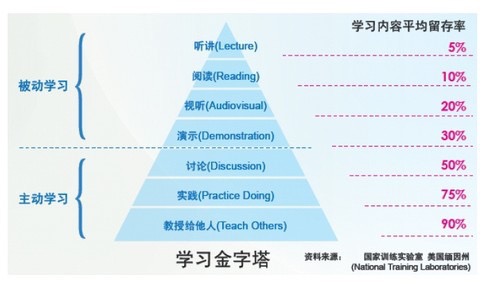 学习内容平均留存率
听讲(Lecture) 5%
阅读(Reading) 10%
被动学习
视听(Audiovisual) 20%
演示(Demonstration) 30%
讨论(Discussion) 50%
主动学习
实践(Practice Doing) 75%
教授给他人(Teach Others) 90%
学习金字塔
资料来源： 国家训练实验室 美国缅因州
(National Training Laboratories)